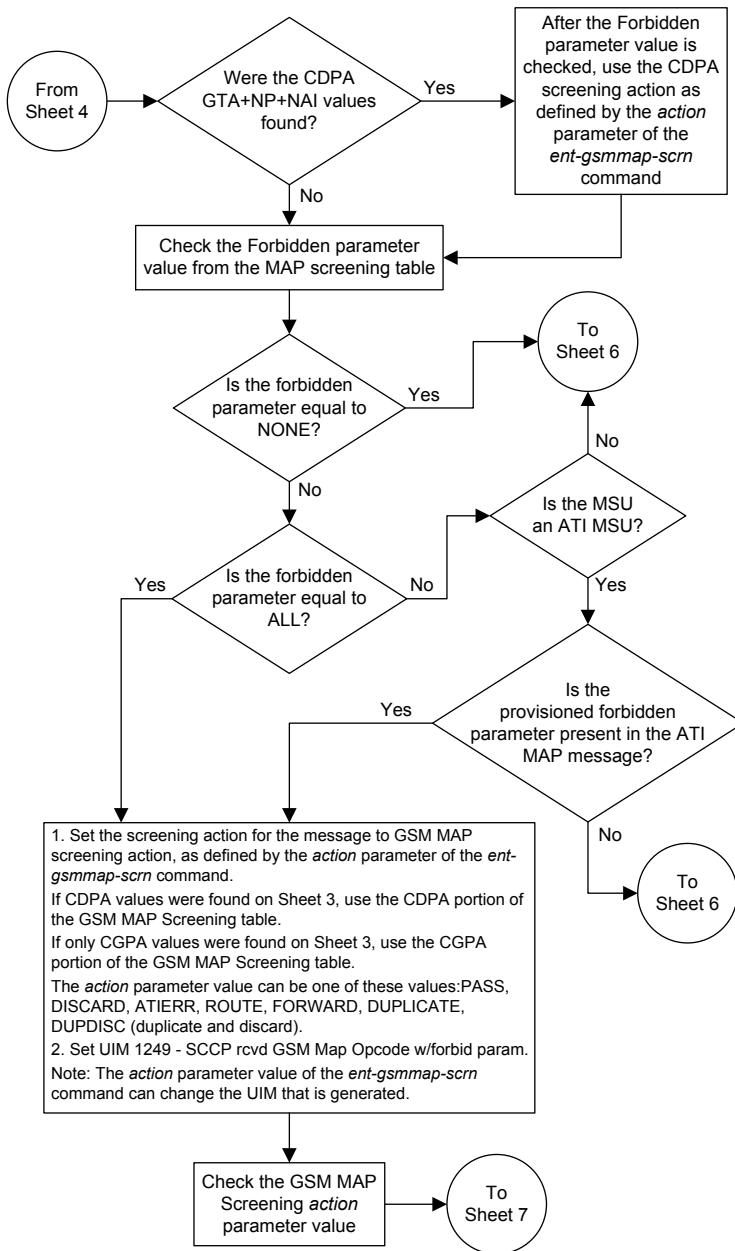 From
Sheet 4
Were the CDPA
GTA+NP+NAI values
found?
Yes
After the Forbidden
parameter value is
checked, use the CDPA
screening action as
defined by the action
parameter of the
ent-gsmmap-scrn
command
No
Check the Forbidden parameter
value from the MAP screening table
To
Sheet 6
Is the forbidden
parameter equal to
NONE?
Yes
No
No
Is the MSU
an ATI MSU?
Yes
Is the forbidden
parameter equal to
ALL?
No
Yes
Is the
provisioned forbidden
parameter present in the ATI
MAP message?
Yes
No
To
Sheet 6
1. Set the screening action for the message to GSM MAP
screening action, as defined by the action parameter of the ent-
gsmmap-scrn command.
If CDPA values were found on Sheet 3, use the CDPA portion of
the GSM MAP Screening table.
If only CGPA values were found on Sheet 3, use the CGPA
portion of the GSM MAP Screening table.
The action parameter value can be one of these values:PASS,
DISCARD, ATIERR, ROUTE, FORWARD, DUPLICATE,
DUPDISC (duplicate and discard).
2. Set UIM 1249 - SCCP rcvd GSM Map Opcode w/forbid param.
Note: The action parameter value of the ent-gsmmap-scrn
command can change the UIM that is generated.
Check the GSM MAP
Screening action
parameter value
To
Sheet 7